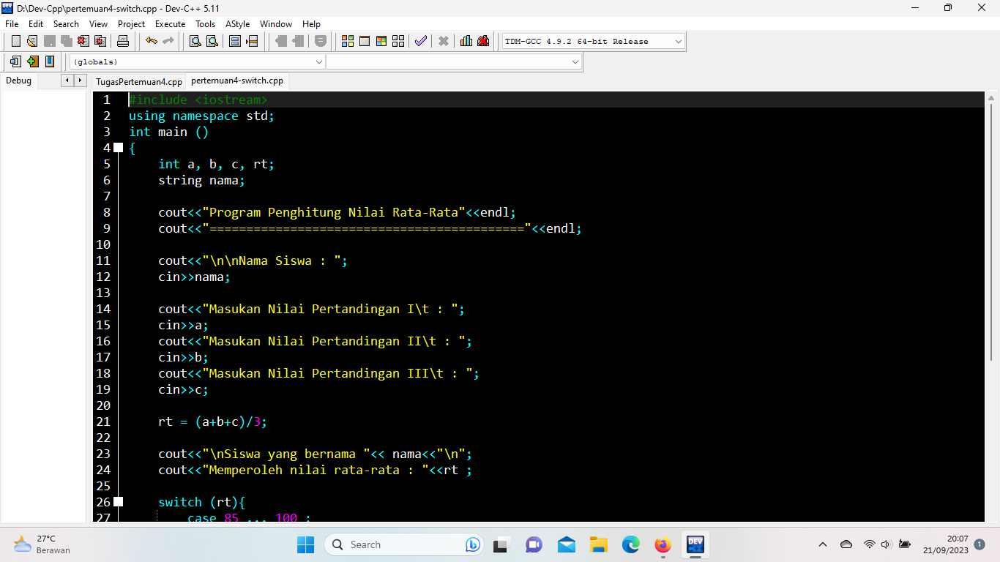 D:\Dev-Cpp\pertemuan4-switch.cpp - Dev-C++ 5.11
File Edit Search View Project Execute Tools AStyle Window Help
TDM-GCC 4.9.2 64-bit Release
(globals)
Debug TugasPertemuan4.cpp pertemuan4-switch.cpp
1 #include <iostream>
2 using namespace std;
3 int main ()
4 {
5 int a, b, c, rt;
6 string nama;
7
8 cout<<"Program Penghitung Nilai Rata-Rata"<<endl;
9 cout<<"==========================================="<<endl;
10
11 cout<<"\n\nNama Siswa : ";
12 cin>>nama;
13
14 cout<<"Masukan Nilai Pertandingan I\t : ";
15 cin>>a;
16 cout<<"Masukan Nilai Pertandingan II\t : ";
17 cin>>b;
18 cout<<"Masukan Nilai Pertandingan III\t : ";
19 cin>>c;
20
21 rt = (a+b+c)/3;
22
23 cout<<"\nSiswa yang bernama "<< nama<<"\n";
24 cout<<"Memperoleh nilai rata-rata : "<<rt ;
25
26 switch (rt){
27 case 85 ... 100 :
27°C
Berawan
Search
DEV
20:07
21/09/2023
1